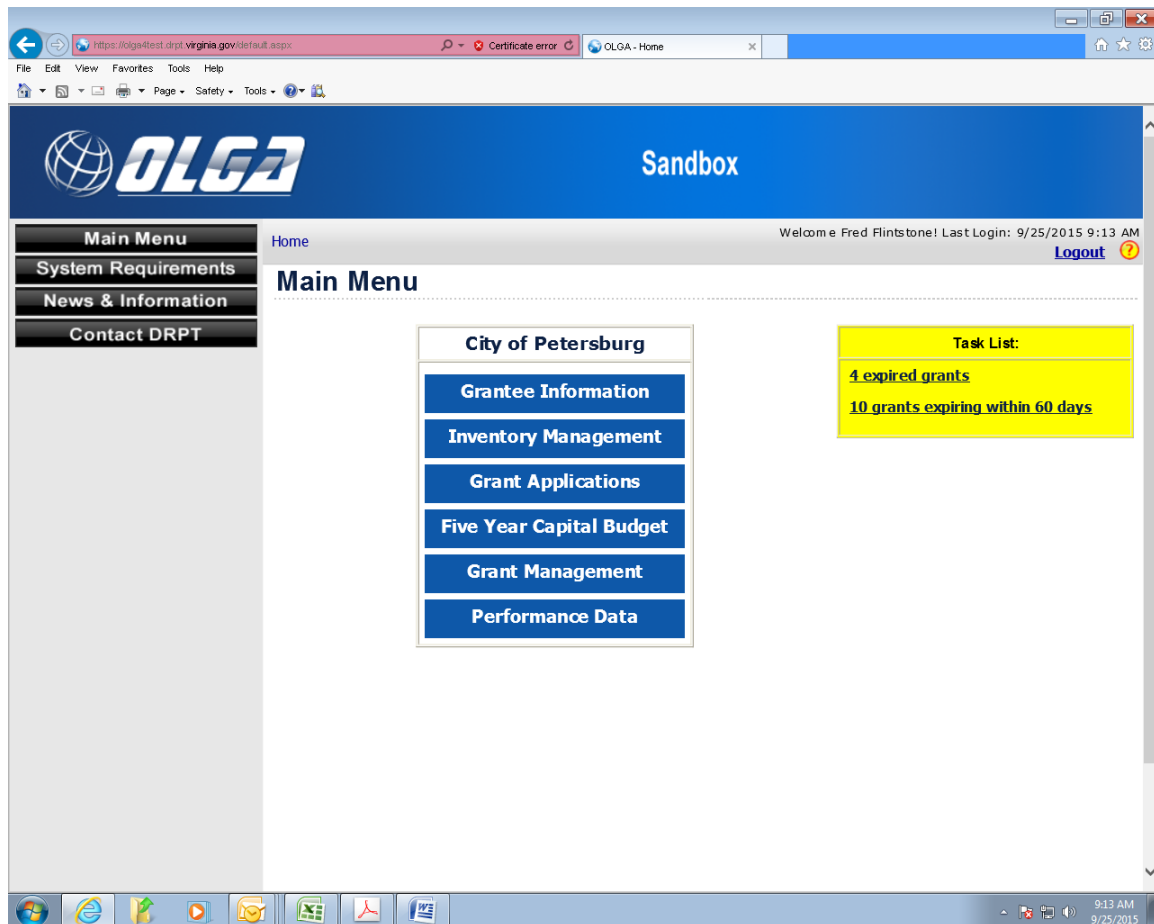 https://olga4test.drpt.virginia.gov/default.aspx
Certificate error
OLGA - Home
File Edit View Favorites Tools Help
Page Safety Tools
OLGA
Sandbox
Main Menu
System Requirements
News & Information
Contact DRPT
Home
Welcome Fred Flintstone! Last Login: 9/25/2015 9:13 AM
Logout ?
Main Menu
City of Petersburg
Grantee Information
Inventory Management
Grant Applications
Five Year Capital Budget
Grant Management
Performance Data
Task List:
4 expired grants
10 grants expiring within 60 days
9:13 AM
9/25/2015